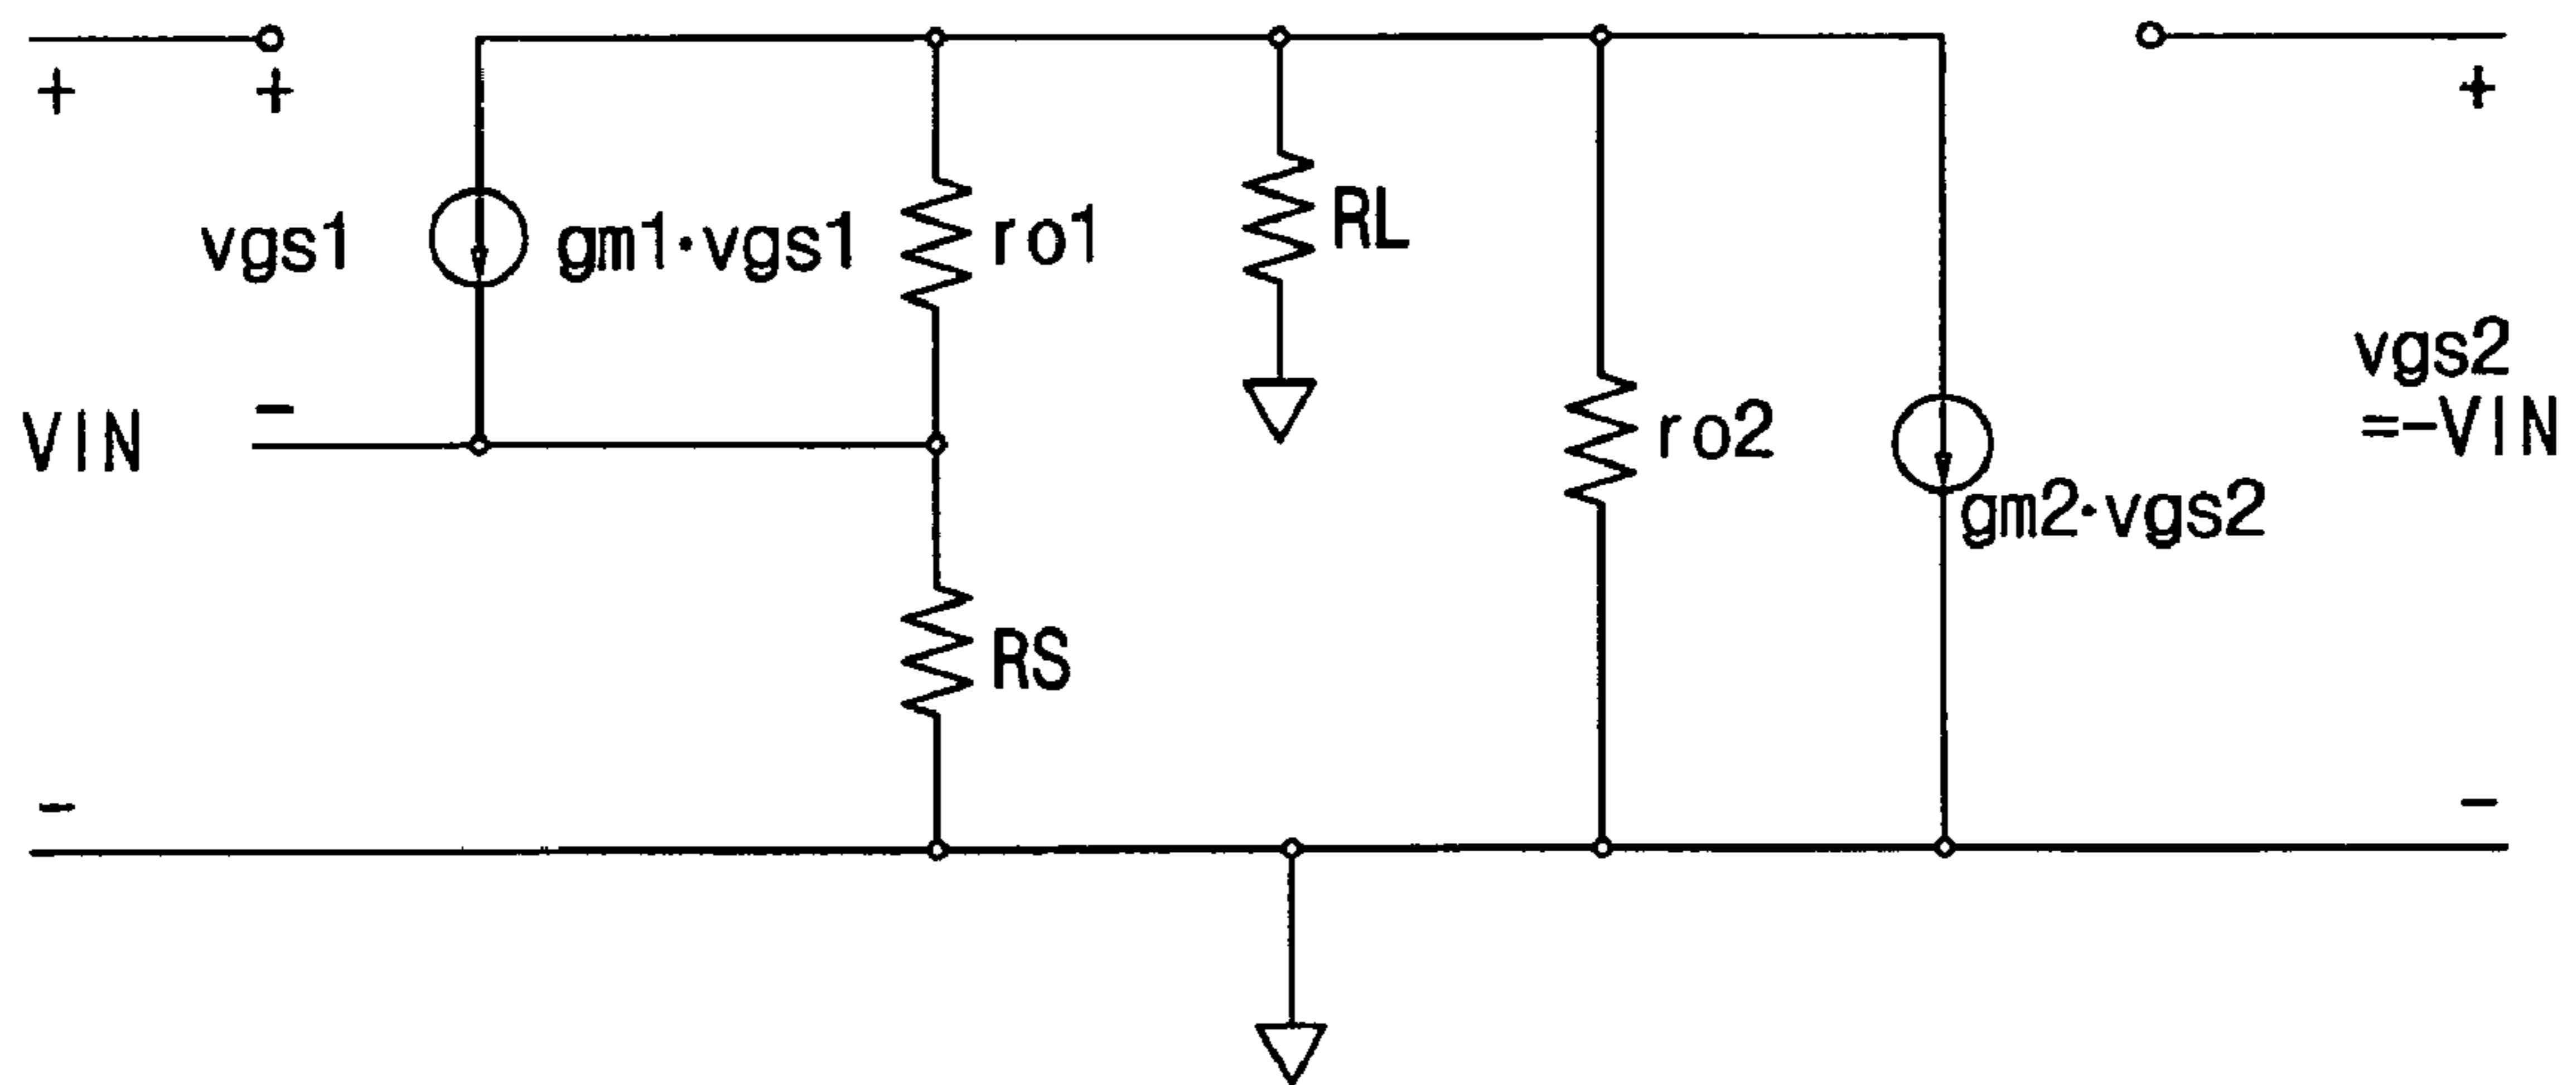 + + +
vgs1 gm1·vgs1 ro1 RL
vgs2
VIN - ro2 =-VIN
gm2·vgs2
RS
- -